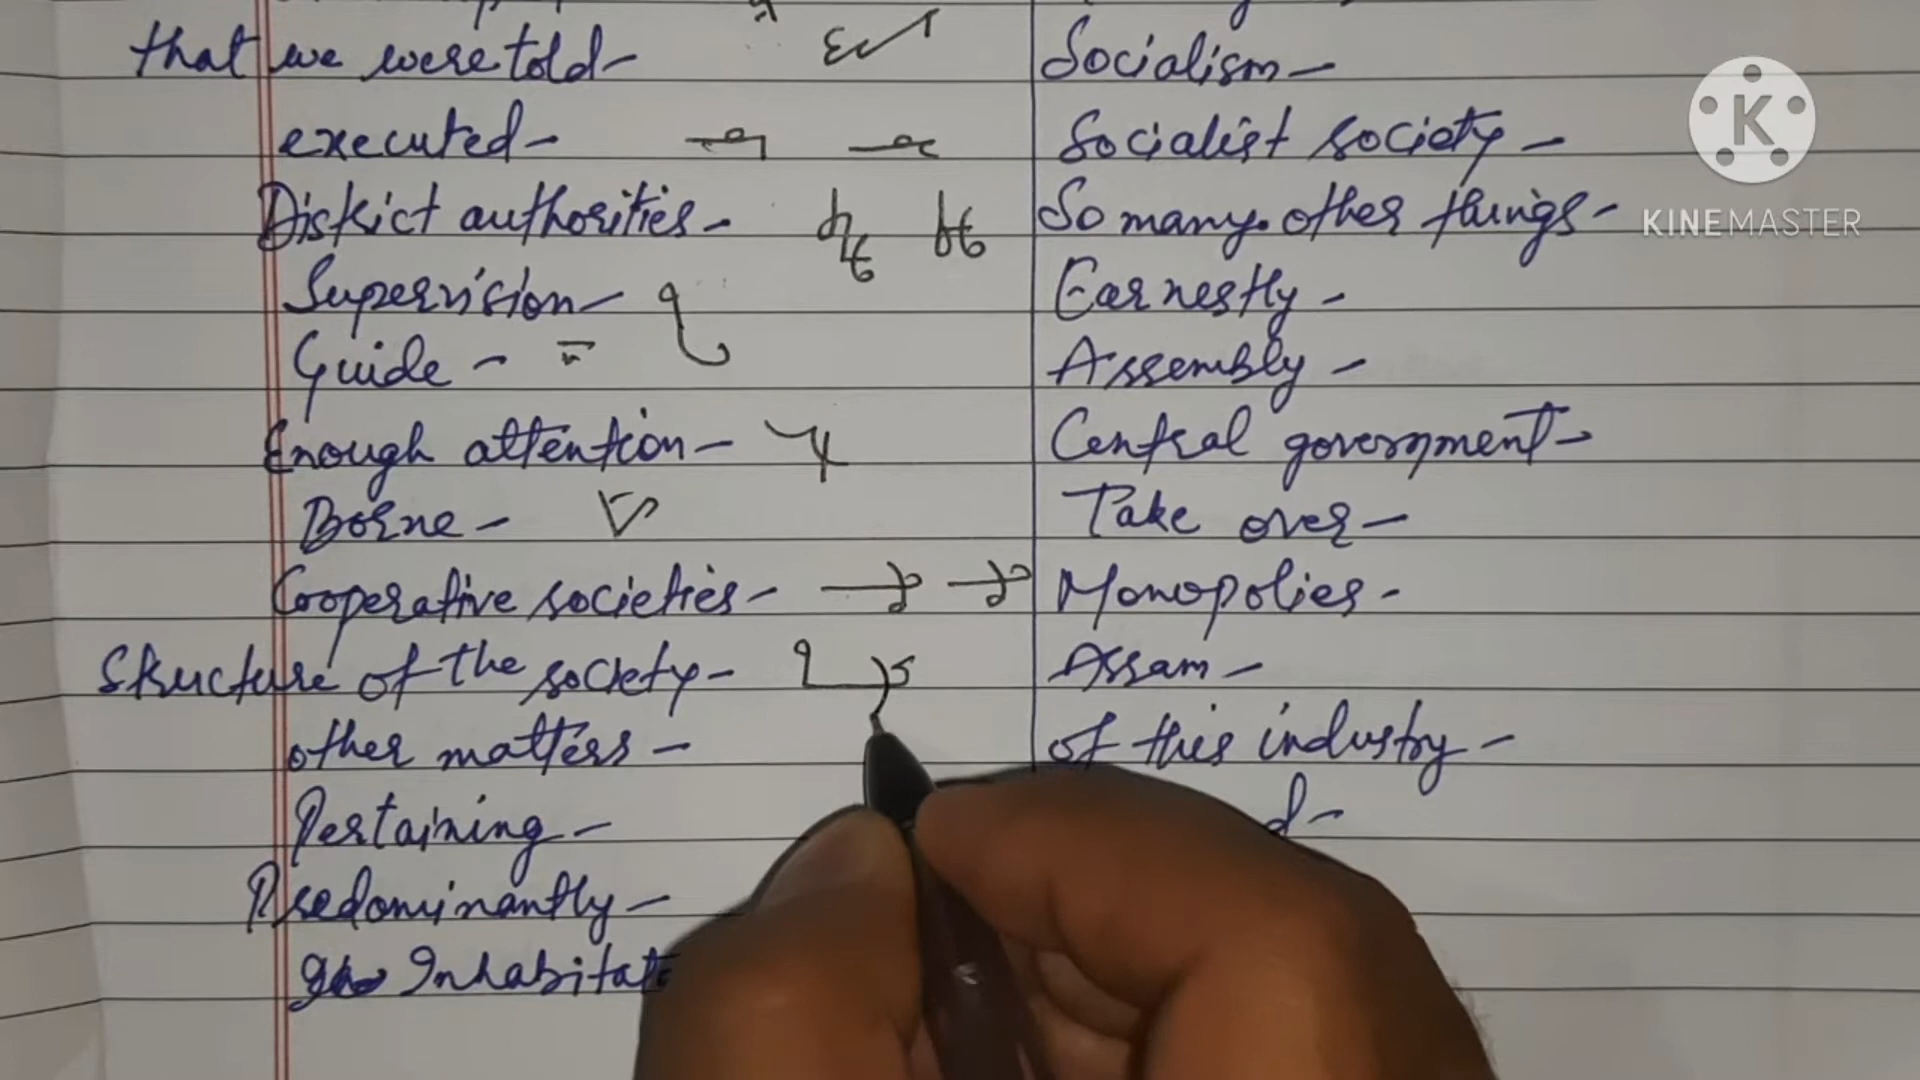 that we were told-
executed-
District authorities-
Supervision-
Guide-
Enough attention-
Borne-
Cooperative societies-
Structure of the society-
other matters-
Pertaining-
Predominantly-
Socialism-
Socialist society-
So many other things-
Earnestly-
Assembly-
Central government-
Take over-
Monopolies-
Assam-
of this industry-
K
KINEMASTER